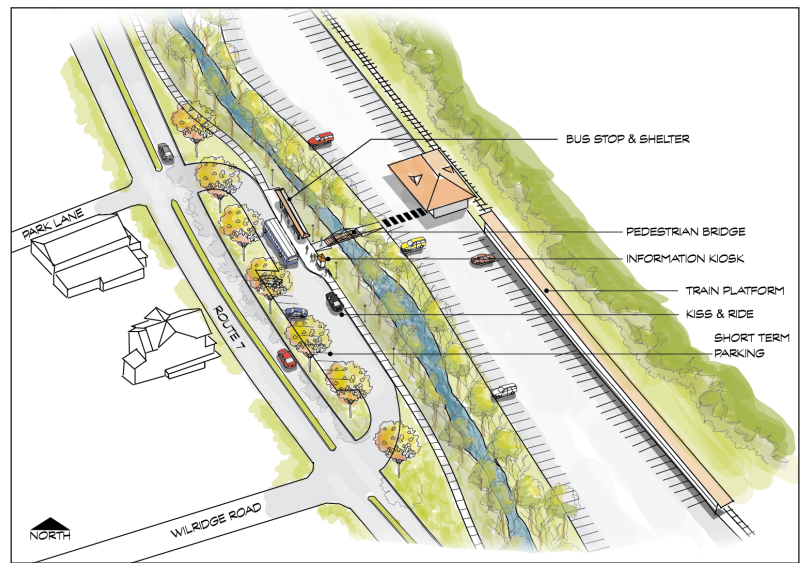 BUS STOP & SHELTER
PARK LANE
PEDESTRIAN BRIDGE
INFORMATION KIOSK
TRAIN PLATFORM
ROUTE 7
KISS & RIDE
SHORT TERM
PARKING
WILRIDGE ROAD
NORTH